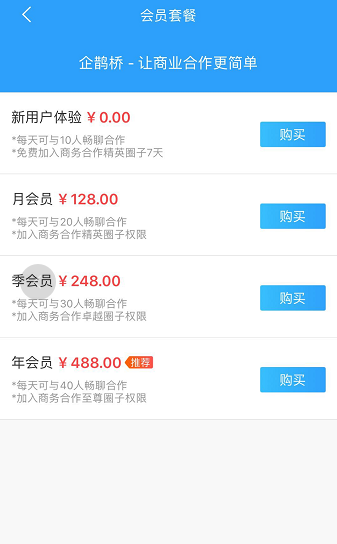 会员套餐
企鹊桥 - 让商业合作更简单
新用户体验 ￥0.00
*每天可与10人畅聊合作
*免费加入商务合作精英圈子7天
购买
月会员 ￥128.00
*每天可与20人畅聊合作
*加入商务合作精英圈子权限
购买
季会员 ￥248.00
*每天可与30人畅聊合作
*加入商务合作卓越圈子权限
购买
年会员 ￥488.00 推荐
*每天可与40人畅聊合作
*加入商务合作至尊圈子权限
购买